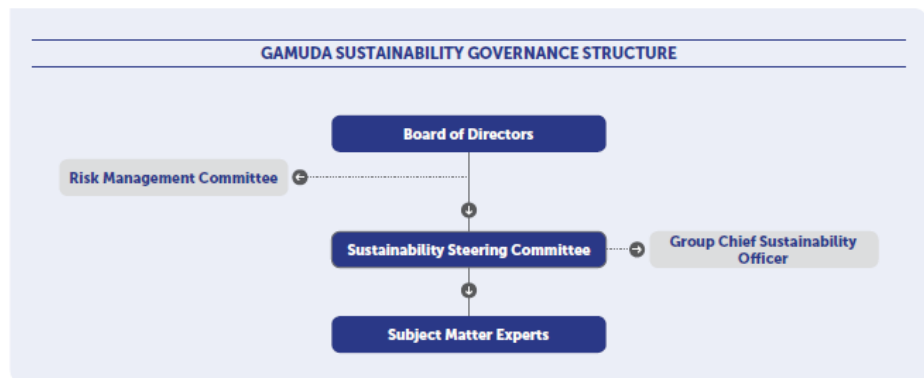 GAMUDA SUSTAINABILITY GOVERNANCE STRUCTURE
Board of Directors
Risk Management Committee
Sustainability Steering Committee
Group Chief Sustainability
Officer
Subject Matter Experts